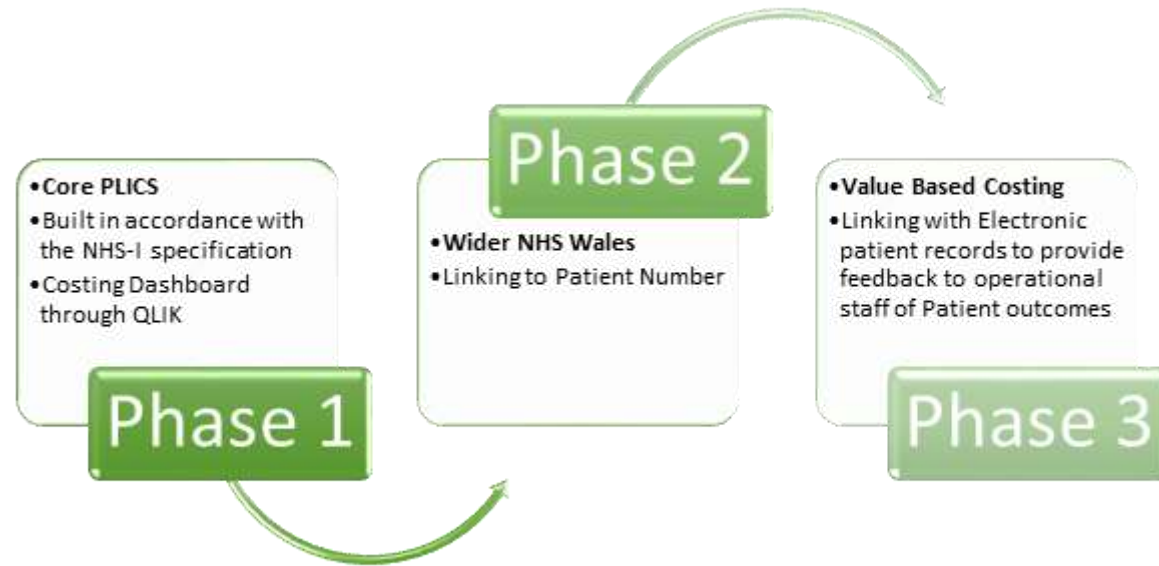 •Core PLICS
•Built in accordance with
the NHS-I specification
•Costing Dashboard
through QLIK
Phase 1
Phase 2
•Wider NHS Wales
•Linking to Patient Number
•Value Based Costing
•Linking with Electronic
patient records to provide
feedback to operational
staff of Patient outcomes
Phase 3